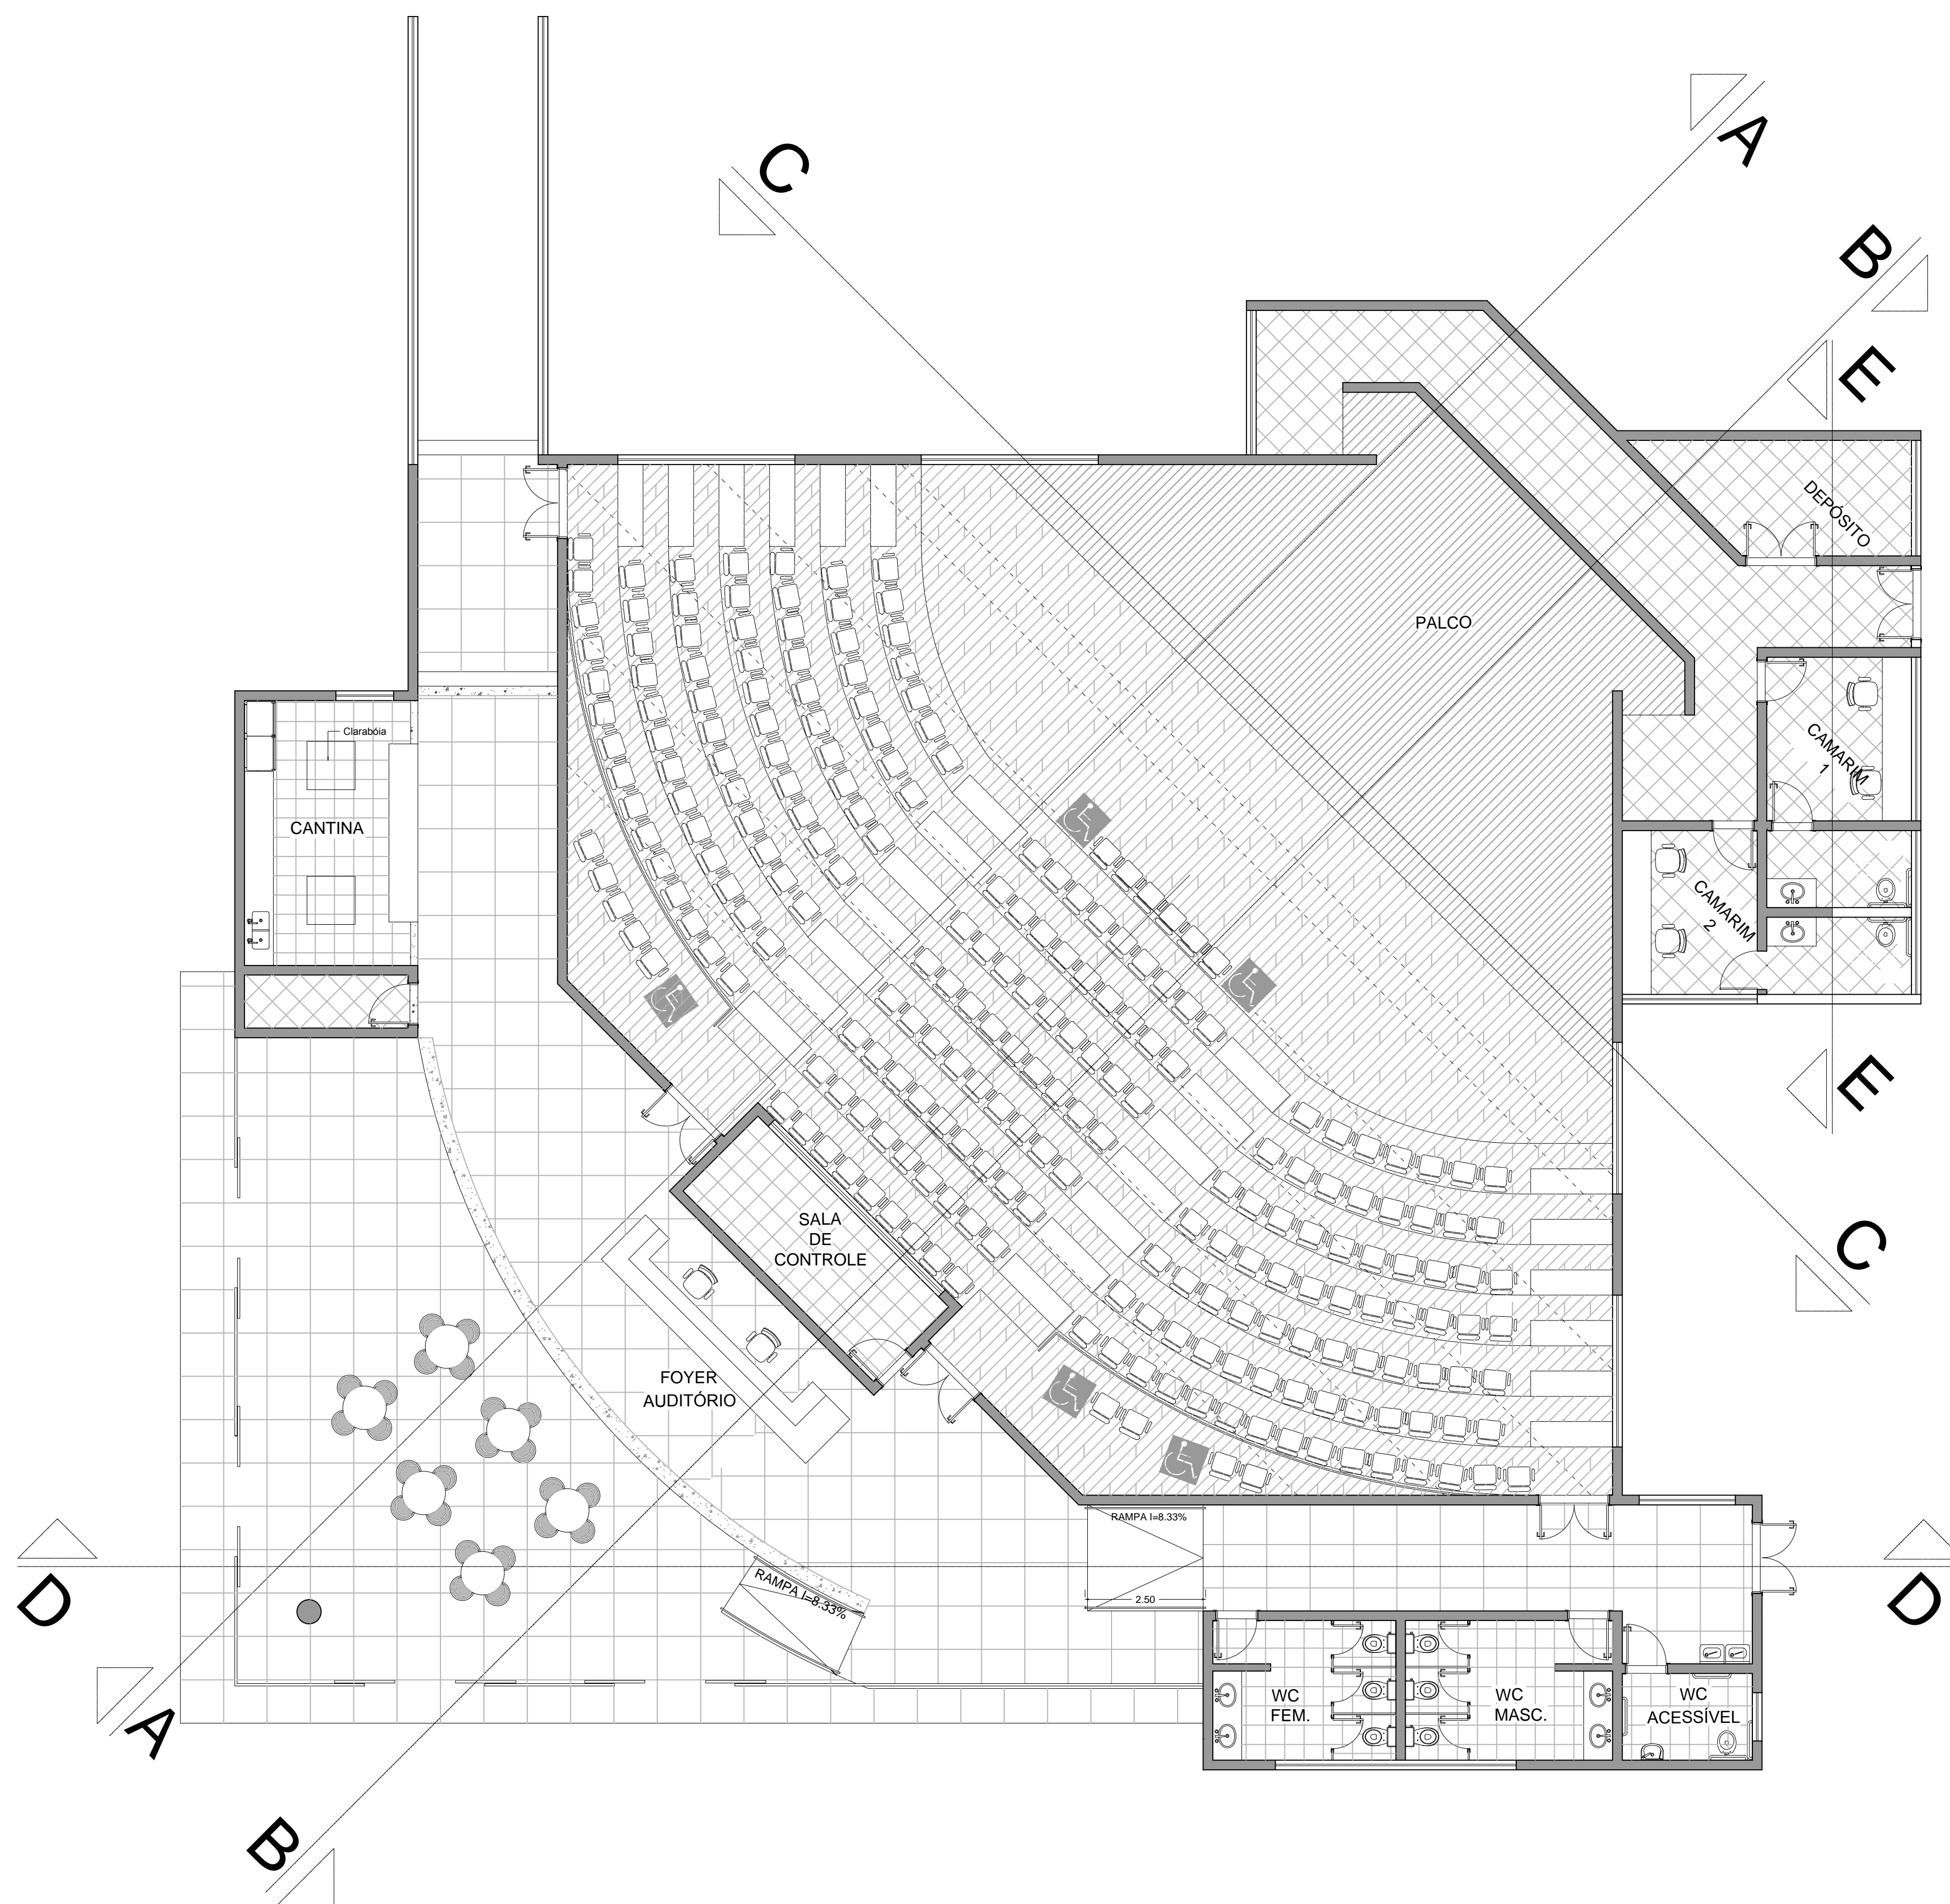 C
A
B
E
DEPÓSITO
PALCO
Clarabóia
CAMARIM
1
CANTINA
CAMARIM
2
E
SALA
DE
CONTROLE
C
FOYER
AUDITÓRIO
RAMPA I=8.33%
RAMPA I=8.33%
2.50
D
D
WC
FEM.
WC
MASC.
WC
ACESSÍVEL
A
B